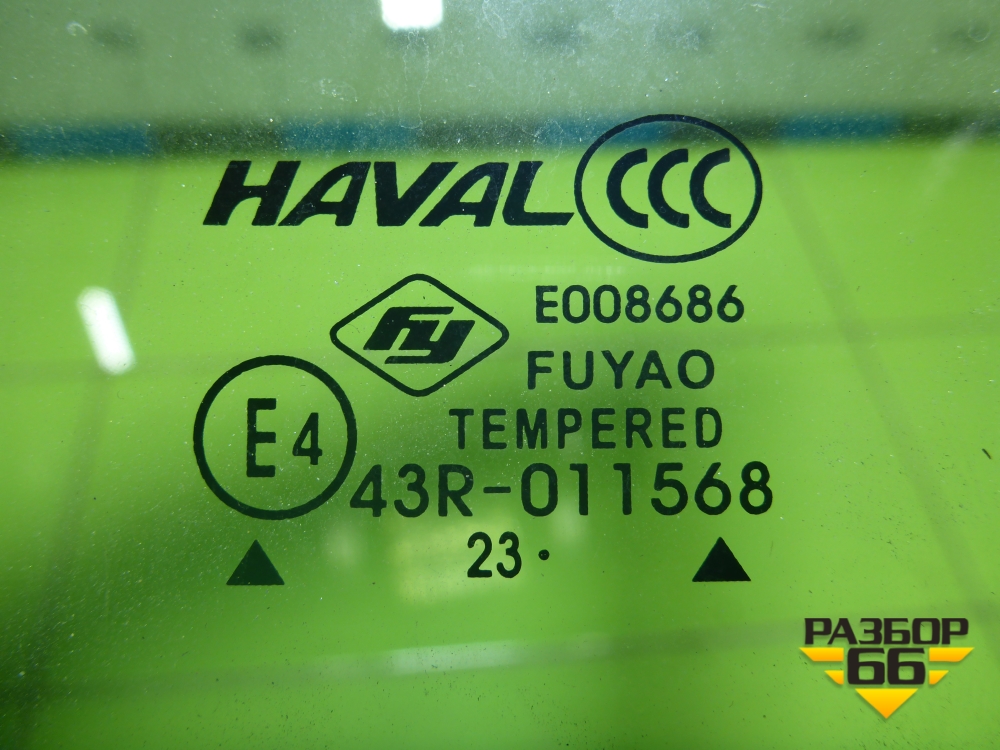 HAVAL CCC
fy E008686
FUYAO
TEMPERED
E4 43R-011568
23·
РАЗБОР
66